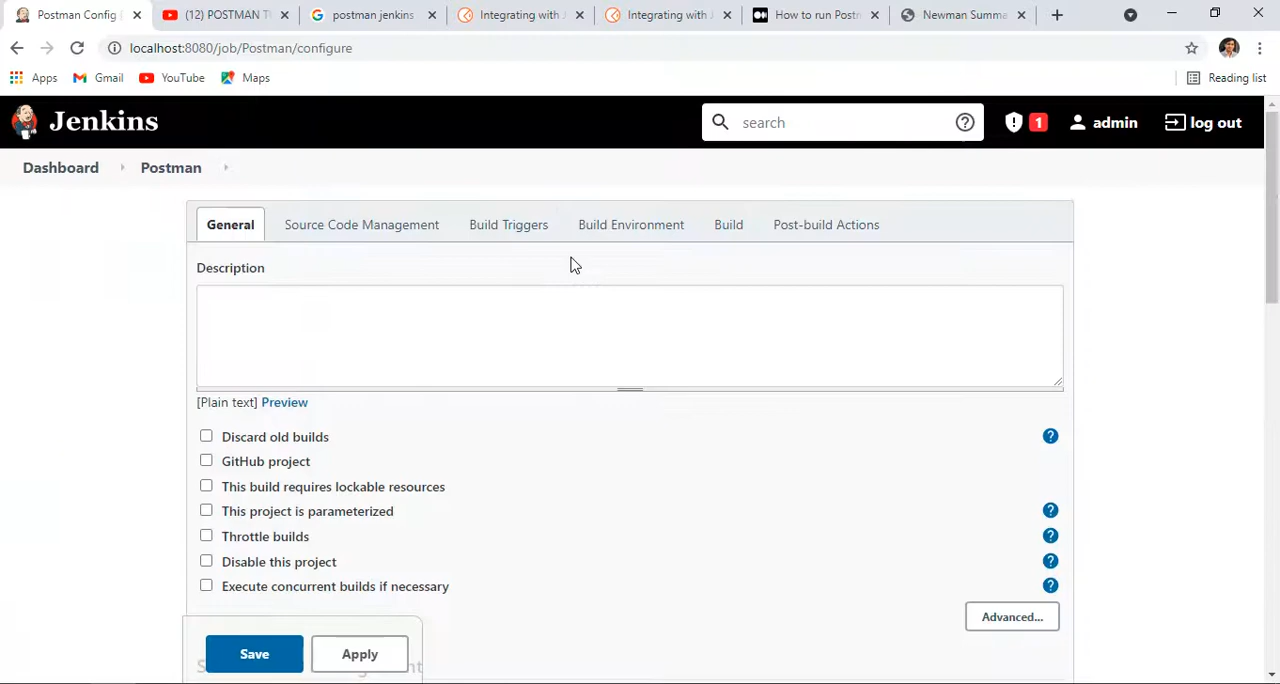 Postman Config
(12) POSTMAN
postman jenkins
Integrating with
Integrating with
How to run Postm
Newman Summa
localhost:8080/job/Postman/configure
Apps Gmail YouTube Maps Reading list
Jenkins search 1 admin log out
Dashboard Postman
General Source Code Management Build Triggers Build Environment Build Post-build Actions
Description
[Plain text] Preview
Discard old builds
GitHub project
This build requires lockable resources
This project is parameterized
Throttle builds
Disable this project
Execute concurrent builds if necessary
Advanced...
Save Apply